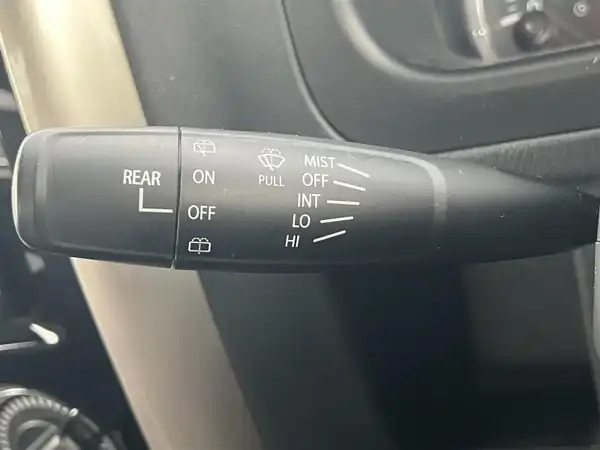 REAR
ON
OFF
PULL
MIST
OFF
INT
LO
HI